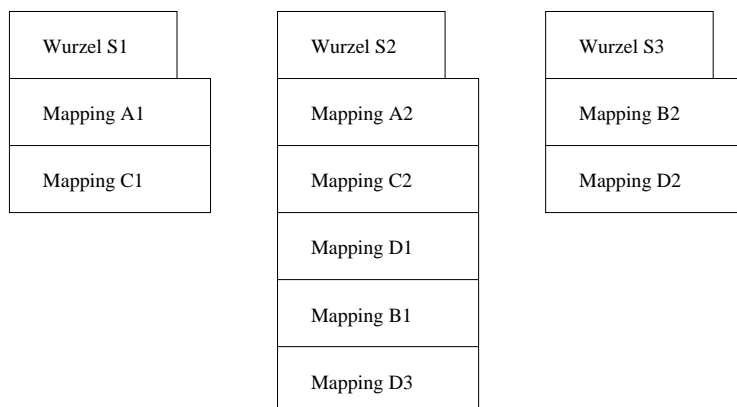 Wurzel S1
Mapping A1
Mapping C1
Wurzel S2
Mapping A2
Mapping C2
Mapping D1
Mapping B1
Mapping D3
Wurzel S3
Mapping B2
Mapping D2